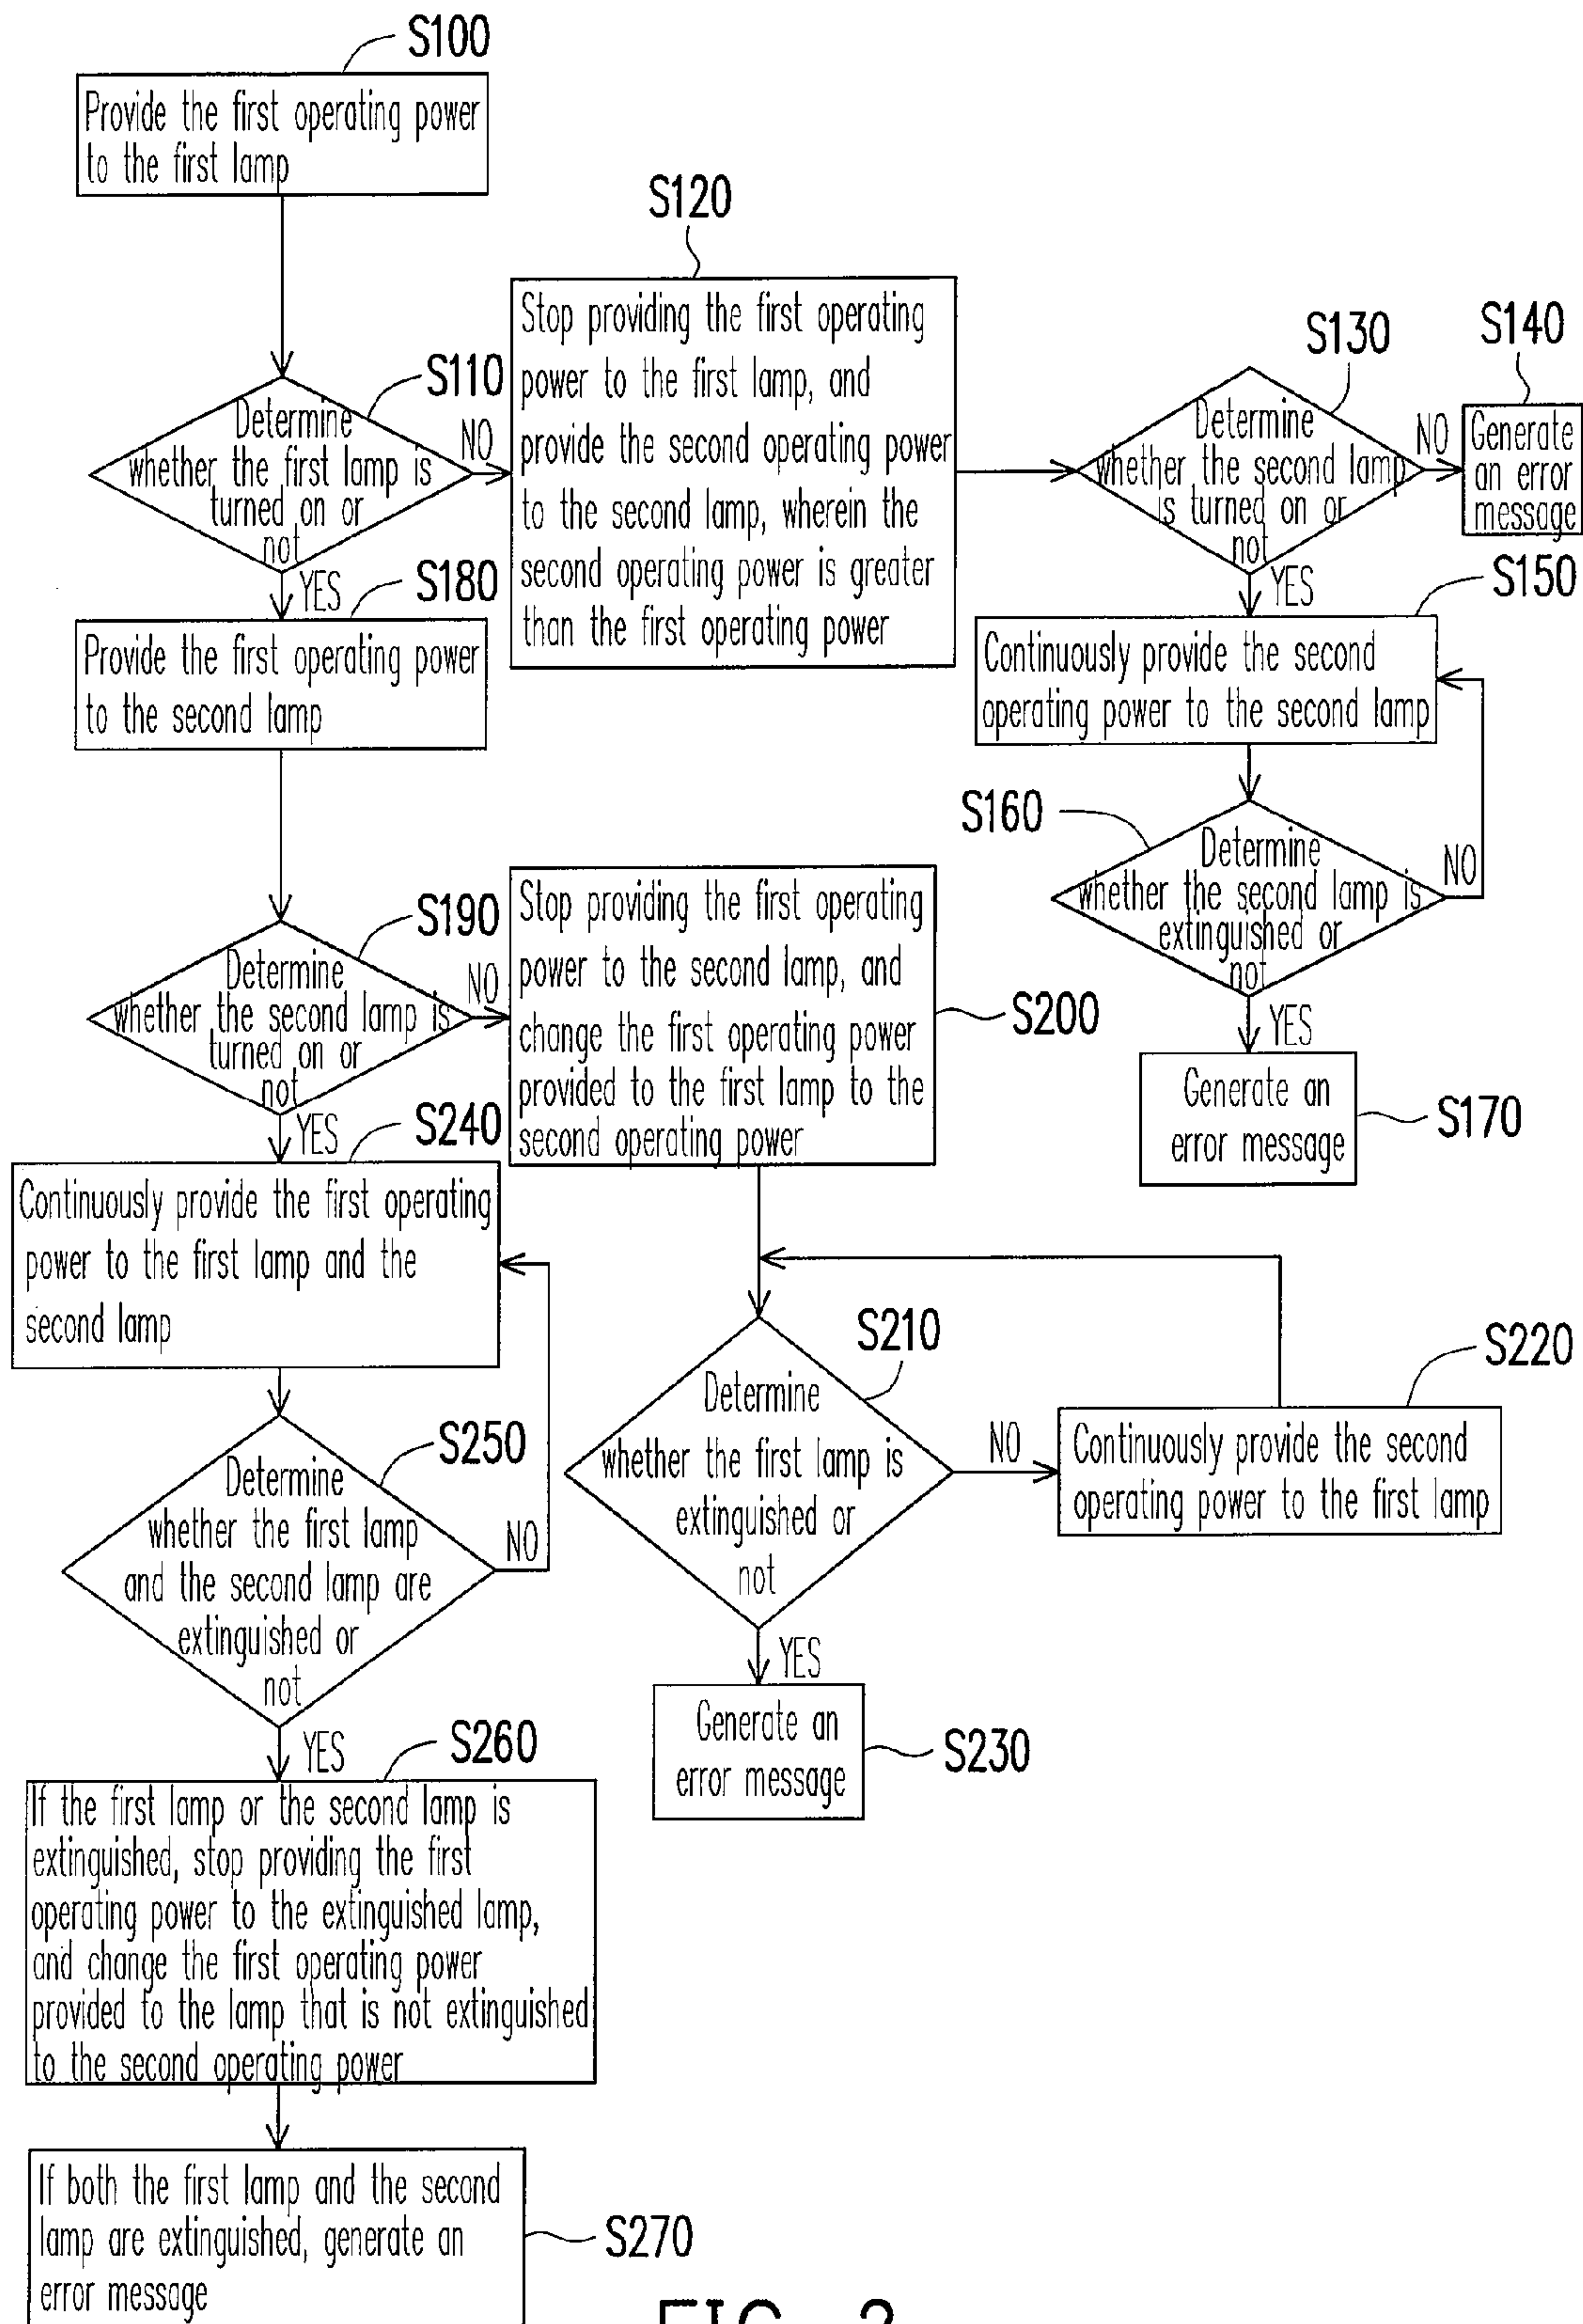 S100
Provide the first operating power
to the first lamp
S110
Determine
whether the first lamp is
turned on or
not
NO
YES
S120
Stop providing the first operating
power to the first lamp, and
provide the second operating power
to the second lamp, wherein the
second operating power is greater
than the first operating power
S130
Determine
whether the second lamp
is turned on or
not
NO
YES
S140
Generate
an error
message
S150
Continuously provide the second
operating power to the second lamp
S160
Determine
whether the second lamp is
extinguished or
not
NO
YES
Generate an
error message
S170
S180
Provide the first operating power
to the second lamp
S190
Determine
whether the second lamp is
turned on or
not
NO
YES
Stop providing the first operating
power to the second lamp, and
change the first operating power
provided to the first lamp to the
second operating power
S200
S210
Determine
whether the first lamp is
extinguished or
not
NO
YES
S220
Continuously provide the second
operating power to the first lamp
Generate an
error message
S230
S240
Continuously provide the first operating
power to the first lamp and the
second lamp
S250
Determine
whether the first lamp
and the second lamp are
extinguished or
not
NO
YES
S260
If the first lamp or the second lamp is
extinguished, stop providing the first
operating power to the extinguished lamp,
and change the first operating power
provided to the lamp that is not extinguished
to the second operating power
If both the first lamp and the second
lamp are extinguished, generate an
error message
S270
FIG.